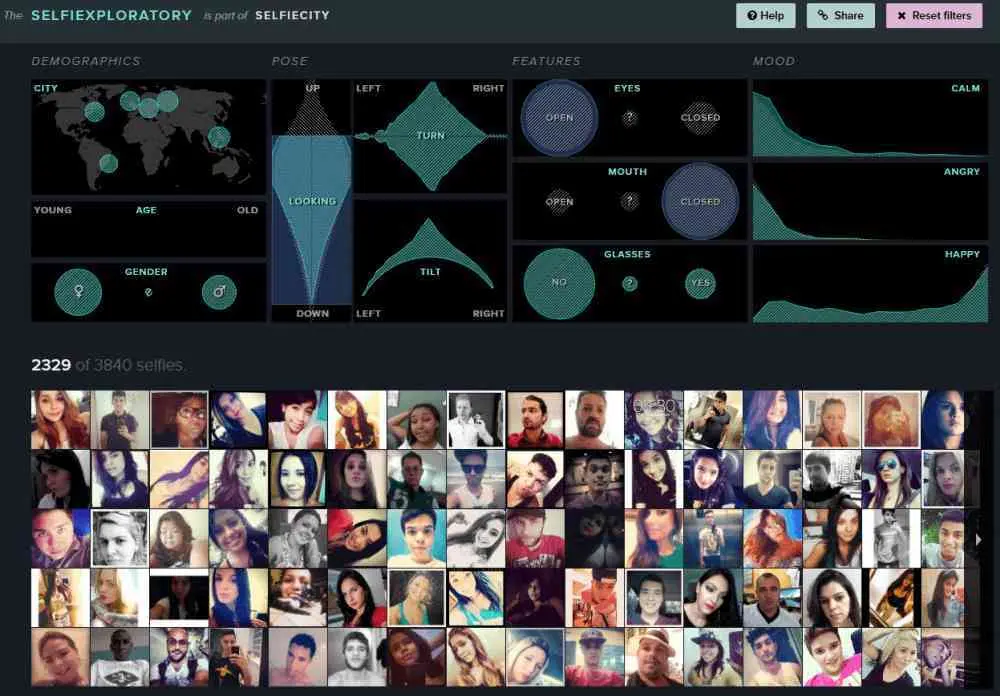 The SELFIEXPLORATORY is part of SELFIECITY
Help Share Reset filters
DEMOGRAPHICS POSE FEATURES MOOD
CITY
YOUNG AGE OLD
GENDER
UP
LOOKING
DOWN
LEFT RIGHT
TURN
TILT
LEFT RIGHT
EYES
OPEN ? CLOSED
MOUTH
OPEN ? CLOSED
GLASSES
NO ? YES
CALM
ANGRY
HAPPY
2329 of 3840 selfies.